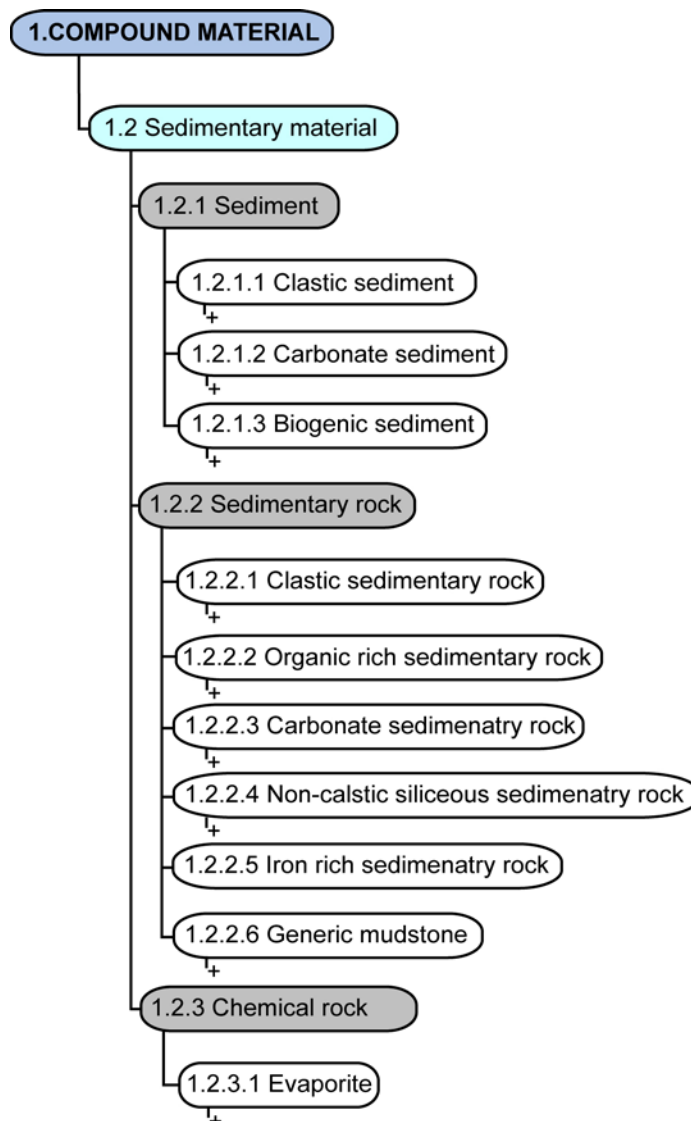 1.COMPOUND MATERIAL
1.2 Sedimentary material
1.2.1 Sediment
1.2.1.1 Clastic sediment
+
1.2.1.2 Carbonate sediment
+
1.2.1.3 Biogenic sediment
+
1.2.2 Sedimentary rock
1.2.2.1 Clastic sedimentary rock
+
1.2.2.2 Organic rich sedimentary rock
+
1.2.2.3 Carbonate sedimenatry rock
+
1.2.2.4 Non-calstic siliceous sedimenatry rock
+
1.2.2.5 Iron rich sedimenatry rock
1.2.2.6 Generic mudstone
+
1.2.3 Chemical rock
1.2.3.1 Evaporite
+